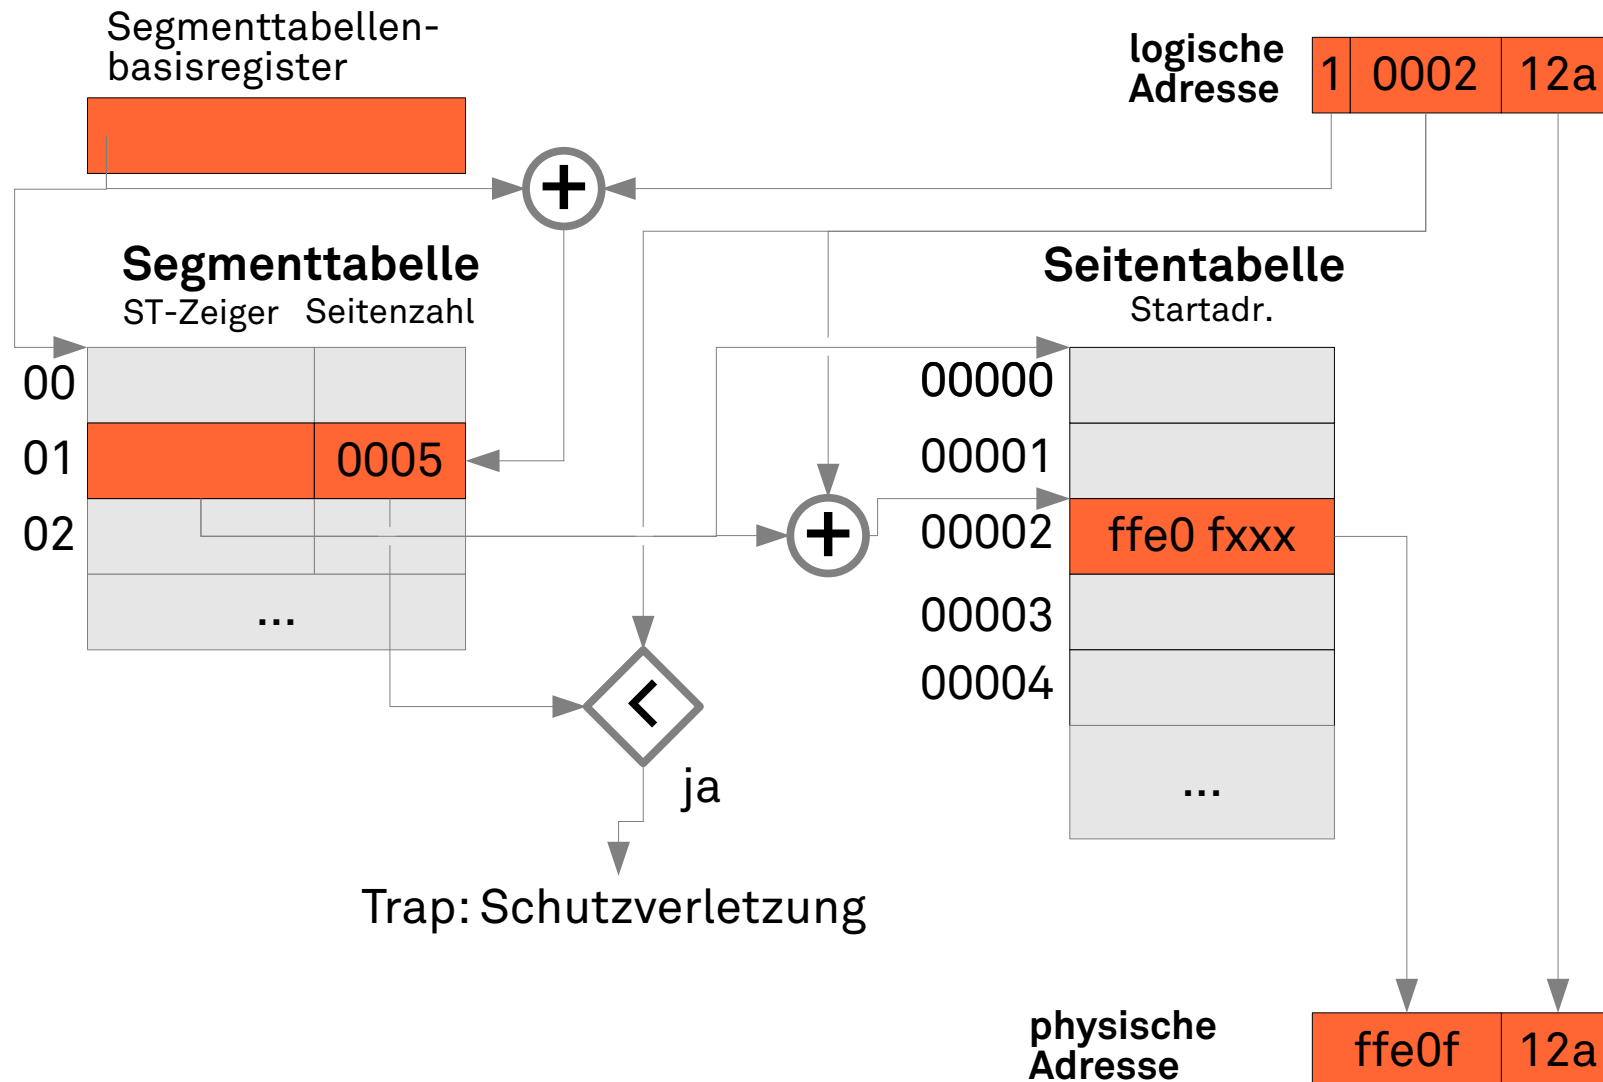 Segmenttabellen-
basisregister
logische
Adresse
1 0002 12a
+
Segmenttabelle
ST-Zeiger Seitenzahl
00
01 0005
02
...
Seitentabelle
Startadr.
00000
00001
00002 ffe0 fxxx
00003
00004
...
+
<
ja
Trap: Schutzverletzung
physische
Adresse
ffe0f 12a